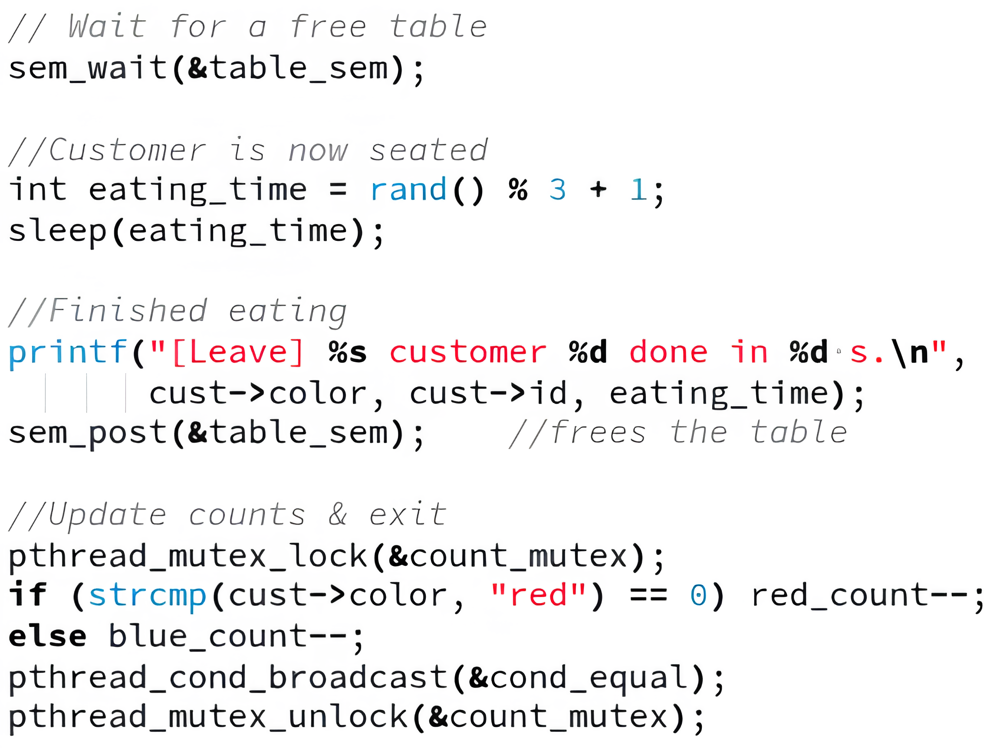 // Wait for a free table
sem_wait(&table_sem);
//Customer is now seated
int eating_time = rand() % 3 + 1;
sleep(eating_time);
//Finished eating
printf("[Leave] %s customer %d done in %d s.\n",
cust->color, cust->id, eating_time);
sem_post(&table_sem); //frees the table
//Update counts & exit
pthread_mutex_lock(&count_mutex);
if (strcmp(cust->color, "red") == 0) red_count--;
else blue_count--;
pthread_cond_broadcast(&cond_equal);
pthread_mutex_unlock(&count_mutex);